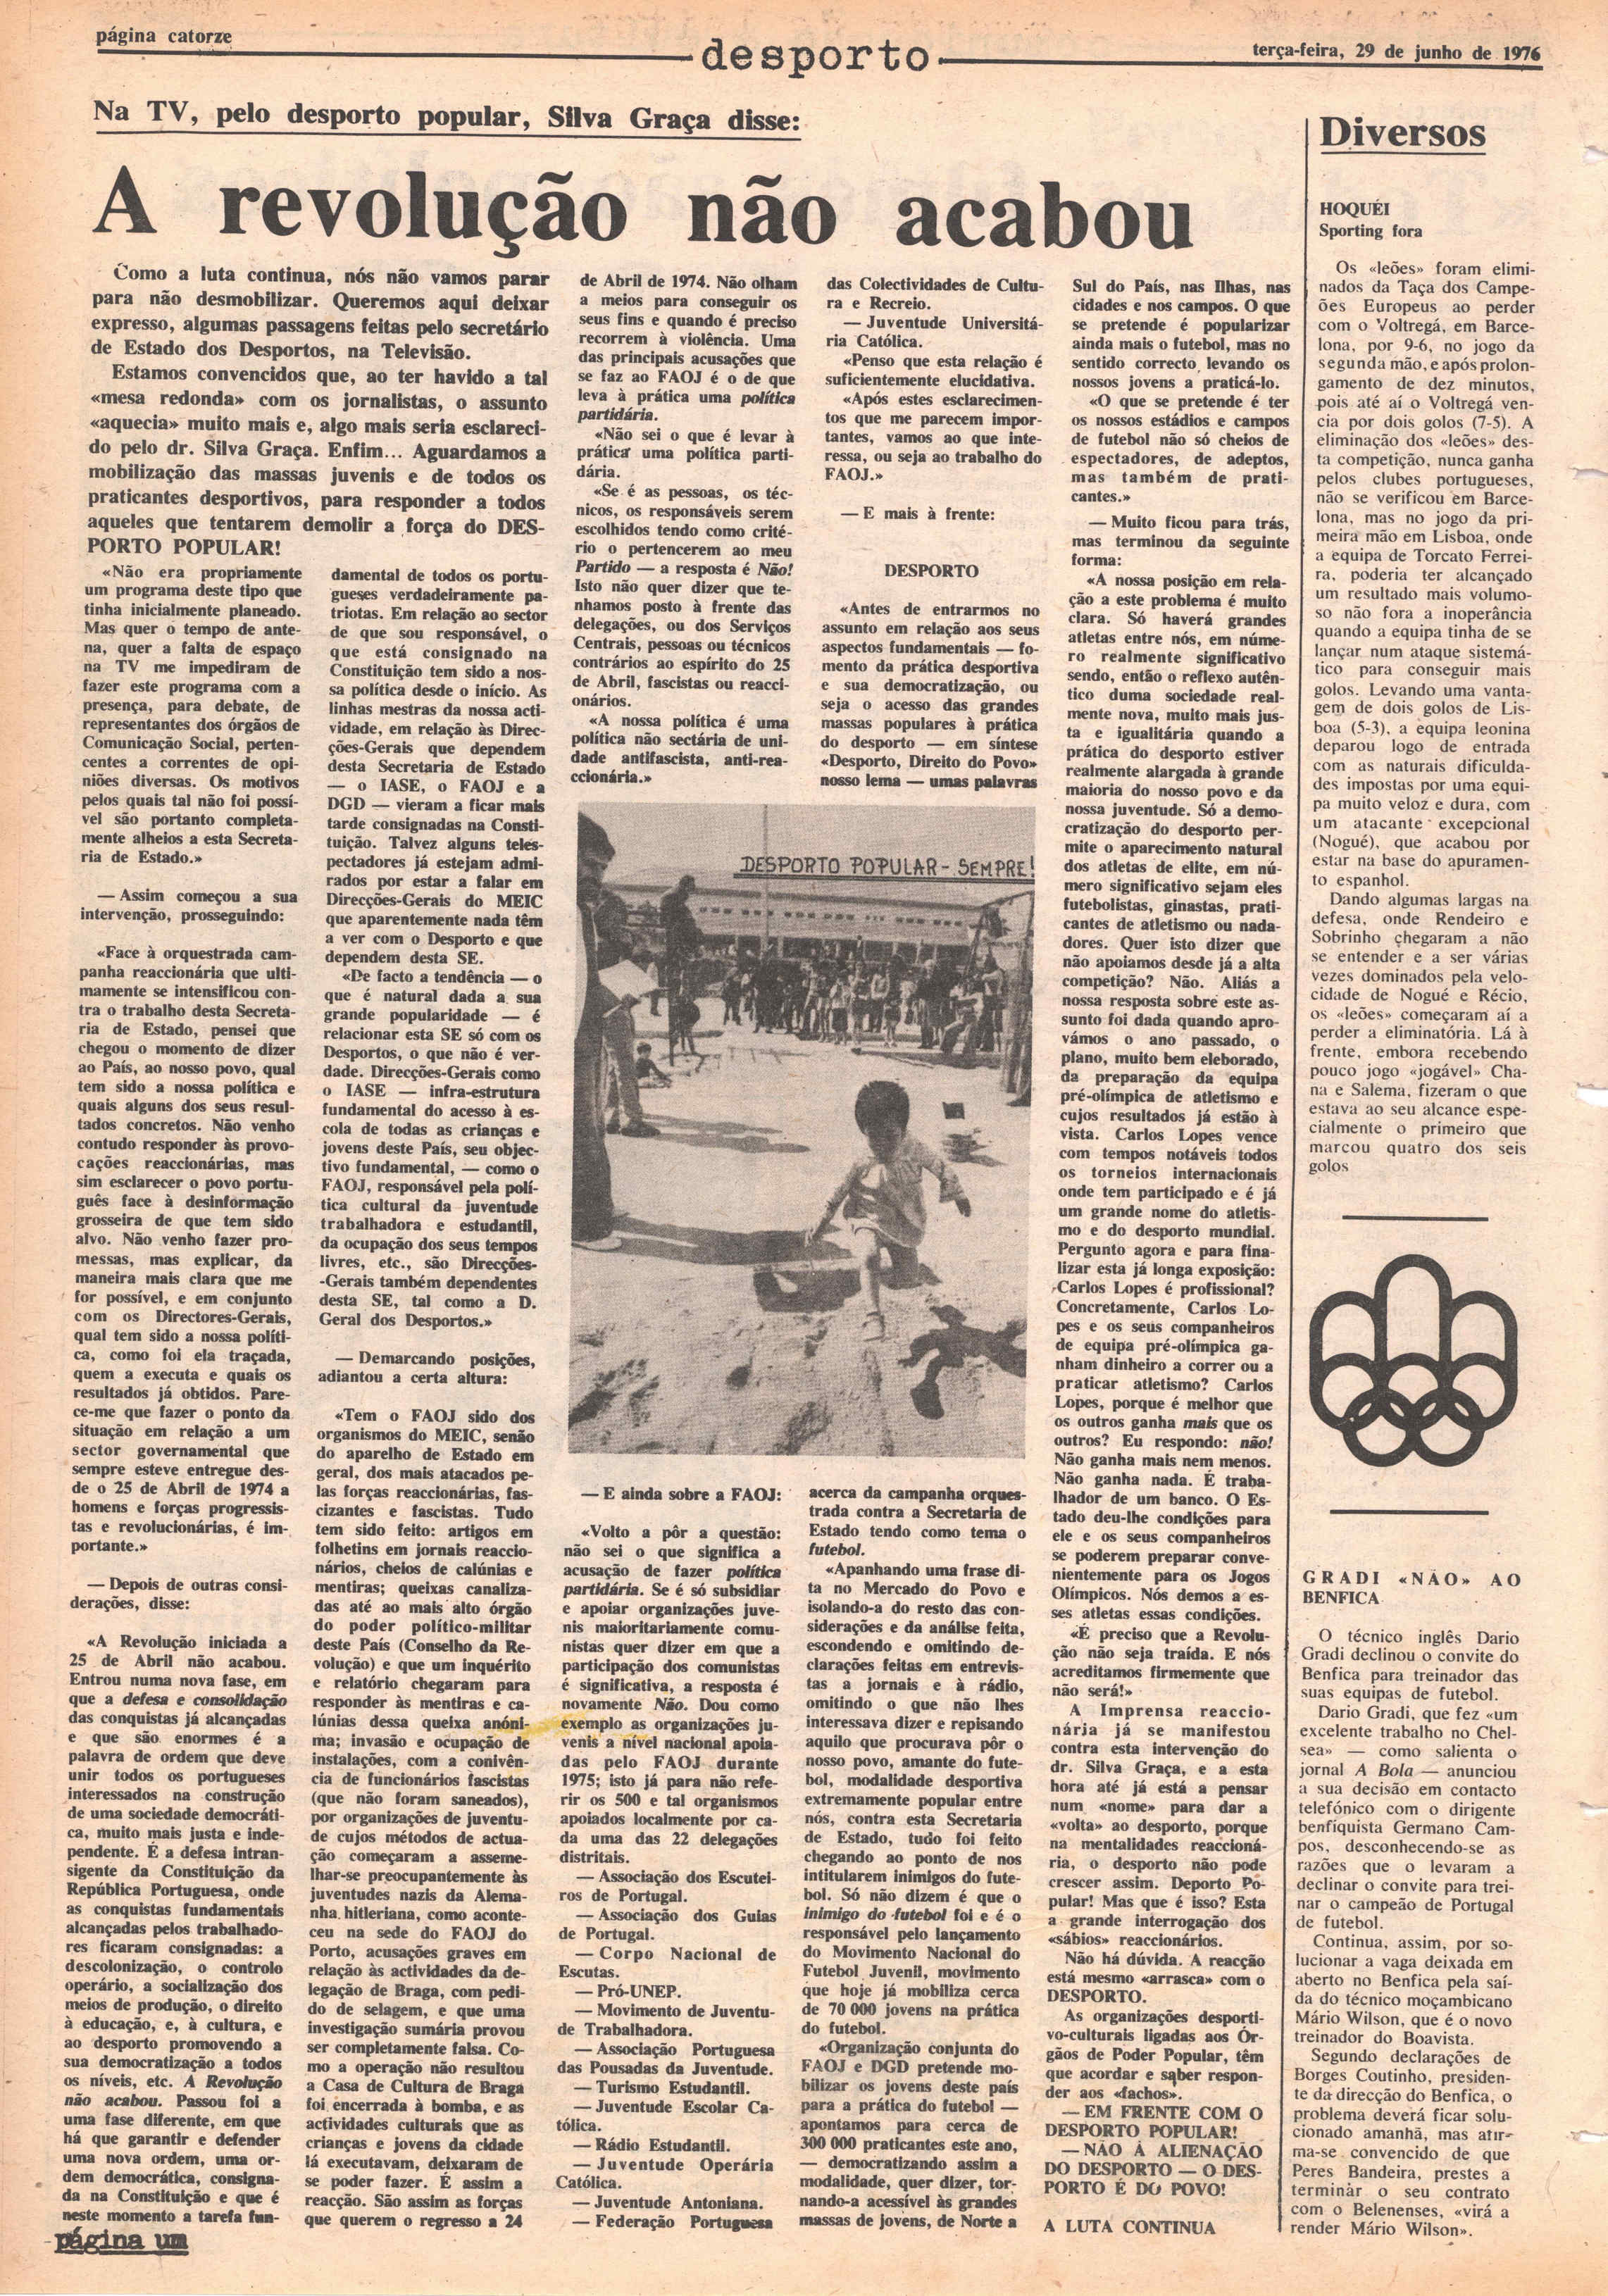 página catorze
desporto
terça-feira, 29 de junho de 1976
Na TV, pelo desporto popular, Silva Graça disse:
A revolução não acabou
Como a luta continua, nós não vamos parar
para não desmobilizar. Queremos aqui deixar
expresso, algumas passagens feitas pelo secretário
de Estado dos Desportos, na Televisão.
Estamos convencidos que, ao ter havido a tal
«mesa redonda» com os jornalistas, o assunto
«aquecia» muito mais e, algo mais seria esclareci-
do pelo dr. Silva Graça. Enfim... Aguardamos a
mobilização das massas juvenis e de todos os
praticantes desportivos, para responder a todos
aqueles que tentarem demolir a força do DES-
PORTO POPULAR!
«Não era propriamente
um programa deste tipo que
tinha inicialmente planeado.
Mas quer o tempo de ante-
na, quer a falta de espaço
na TV me impediram de
fazer este programa com a
presença, para debate, de
representantes dos órgãos de
Comunicação Social, perten-
centes a correntes de opi-
niões diversas. Os motivos
pelos quais tal não foi possí-
vel são portanto completa-
mente alheios a esta Secreta-
ria de Estado.»
— Assim começou a sua
intervenção, prosseguindo:
«Face à orquestrada cam-
panha reaccionária que ulti-
mamente se intensificou con-
tra o trabalho desta Secreta-
ria de Estado, pensei que
chegou o momento de dizer
ao País, ao nosso povo, qual
tem sido a nossa política e
quais alguns dos seus resul-
tados concretos. Não venho
contudo responder às provo-
cações reaccionárias, mas
sim esclarecer o povo portu-
guês face à desinformação
grosseira de que tem sido
alvo. Não venho fazer pro-
messas, mas explicar, da
maneira mais clara que me
for possível, e em conjunto
com os Directores-Gerais,
qual tem sido a nossa políti-
ca, como foi ela traçada,
quem a executa e quais os
resultados já obtidos. Pare-
ce-me que fazer o ponto da
situação em relação a um
sector governamental que
sempre esteve entregue des-
de o 25 de Abril de 1974 a
homens e forças progressis-
tas e revolucionárias, é im-
portante.»
— Depois de outras consi-
derações, disse:
«A Revolução iniciada a
25 de Abril não acabou.
Entrou numa nova fase, em
que a defesa e consolidação
das conquistas já alcançadas
e que são enormes é a
palavra de ordem que deve
unir todos os portugueses
interessados na construção
de uma sociedade democráti-
ca, muito mais justa e inde-
pendente. É a defesa intran-
sigente da Constituição da
República Portuguesa, onde
as conquistas fundamentais
alcançadas pelos trabalhado-
res ficaram consignadas: a
descolonização, o controlo
operário, a socialização dos
meios de produção, o direito
à educação, e, à cultura, e
ao desporto promovendo a
sua democratização a todos
os níveis, etc. A Revolução
não acabou. Passou foi a
uma fase diferente, em que
há que garantir e defender
uma nova ordem, uma or-
dem democrática, consigna-
da na Constituição e que é
neste momento a tarefa fun-
damental de todos os portu-
gueses verdadeiramente pa-
triotas. Em relação ao sector
de que sou responsável, o
que está consignado na
Constituição tem sido a nos-
sa política desde o início. As
linhas mestras da nossa acti-
vidade, em relação às Direc-
ções-Gerais que dependem
desta Secretaria de Estado
— o IASE, o FAOJ e a
DGD — vieram a ficar mais
tarde consignadas na Consti-
tuição. Talvez alguns teles-
pectadores já estejam admi-
rados por estar a falar em
Direcções-Gerais do MEIC
que aparentemente nada têm
a ver com o Desporto e que
dependem desta SE.
«De facto a tendência — o
que é natural dada a sua
grande popularidade — é
relacionar esta SE só com os
Desportos, o que não é ver-
dade. Direcções-Gerais como
o IASE — infra-estrutura
fundamental do acesso à es-
cola de todas as crianças e
jovens deste País, seu objec-
tivo fundamental, — como o
FAOJ, responsável pela polí-
tica cultural da juventude
trabalhadora e estudantil,
da ocupação dos seus tempos
livres, etc., são Direcções-
-Gerais também dependentes
desta SE, tal como a D.
Geral dos Desportos.»
— Demarcando posições,
adiantou a certa altura:
«Tem o FAOJ sido dos
organismos do MEIC, senão
do aparelho de Estado em
geral, dos mais atacados pe-
las forças reaccionárias, fas-
cizantes e fascistas. Tudo
tem sido feito: artigos em
folhetins em jornais reaccio-
nários, cheios de calúnias e
mentiras; queixas canaliza-
das até ao mais alto órgão
do poder político-militar
deste País (Conselho da Re-
volução) e que um inquérito
e relatório chegaram para
responder às mentiras e ca-
lúnias dessa queixa anóni-
ma; invasão e ocupação de
instalações, com a conivên-
cia de funcionários fascistas
(que não foram saneados),
por organizações de juventu-
de cujos métodos de actua-
ção começaram a asseme-
lhar-se preocupantemente às
juventudes nazis da Alema-
nha hitleriana, como aconte-
ceu na sede do FAOJ do
Porto, acusações graves em
relação às actividades da de-
legação de Braga, com pedi-
do de selagem, e que uma
investigação sumária provou
ser completamente falsa. Co-
mo a operação não resultou
a Casa de Cultura de Braga
foi encerrada à bomba, e as
actividades culturais que as
crianças e jovens da cidade
lá executavam, deixaram de
se poder fazer. É assim a
reacção. São assim as forças
que querem o regresso a 24
de Abril de 1974. Não olham
a meios para conseguir os
seus fins e quando é preciso
recorrem à violência. Uma
das principais acusações que
se faz ao FAOJ é o de que
leva à prática uma política
partidária.
«Não sei o que é levar à
prática uma política parti-
dária.
«Se é as pessoas, os téc-
nicos, os responsáveis serem
escolhidos tendo como crité-
rio o pertencerem ao meu
Partido — a resposta é Não!
Isto não quer dizer que te-
nhamos posto à frente das
delegações, ou dos Serviços
Centrais, pessoas ou técnicos
contrários ao espírito do 25
de Abril, fascistas ou reacci-
onários.
«A nossa política é uma
política não sectária de uni-
dade antifascista, anti-rea-
ccionária.»
DESPORTO POPULAR - SEMPRE!
— E ainda sobre a FAOJ:
«Volto a pôr a questão:
não sei o que significa a
acusação de fazer política
partidária. Se é só subsidiar
e apoiar organizações juve-
nis maioritariamente comu-
nistas quer dizer em que a
participação dos comunistas
é significativa, a resposta é
novamente Não. Dou como
exemplo as organizações ju-
venis a nível nacional apoia-
das pelo FAOJ durante
1975; isto já para não refe-
rir os 500 e tal organismos
apoiados localmente por ca-
da uma das 22 delegações
distritais.
— Associação dos Escutei-
ros de Portugal.
— Associação dos Guias
de Portugal.
— Corpo Nacional de
Escutas.
— Pró-UNEP.
— Movimento de Juventu-
de Trabalhadora.
— Associação Portuguesa
das Pousadas da Juventude.
— Turismo Estudantil.
— Juventude Escolar Ca-
tólica.
— Rádio Estudantil.
— Juventude Operária
Católica.
— Juventude Antoniana.
— Federação Portuguesa
das Colectividades de Cultu-
ra e Recreio.
— Juventude Universitá-
ria Católica.
«Penso que esta relação é
suficientemente elucidativa.
«Após estes esclarecimen-
tos que me parecem impor-
tantes, vamos ao que inte-
ressa, ou seja ao trabalho do
FAOJ.»
— E mais à frente:
DESPORTO
«Antes de entrarmos no
assunto em relação aos seus
aspectos fundamentais — fo-
mento da prática desportiva
e sua democratização, ou
seja o acesso das grandes
massas populares à prática
do desporto — em síntese
«Desporto, Direito do Povo»
nosso lema — umas palavras
acerca da campanha orques-
trada contra a Secretaria de
Estado tendo como tema o
futebol.
«Apanhando uma frase di-
ta no Mercado do Povo e
isolando-a do resto das con-
siderações e da análise feita,
escondendo e omitindo de-
clarações feitas em entrevis-
tas a jornais e à rádio,
omitindo o que não lhes
interessava dizer e repisando
aquilo que procurava pôr o
nosso povo, amante do fute-
bol, modalidade desportiva
extremamente popular entre
nós, contra esta Secretaria
de Estado, tudo foi feito
chegando ao ponto de nos
intitularem inimigos do fute-
bol. Só não dizem é que o
inimigo do futebol foi e é o
responsável pelo lançamento
do Movimento Nacional do
Futebol Juvenil, movimento
que hoje já mobiliza cerca
de 70 000 jovens na prática
do futebol.
«Organização conjunta do
FAOJ e DGD pretende mo-
bilizar os jovens deste país
para a prática do futebol —
apontamos para cerca de
300 000 praticantes este ano,
— democratizando assim a
modalidade, quer dizer, tor-
nando-a acessível às grandes
massas de jovens, de Norte a
Sul do País, nas Ilhas, nas
cidades e nos campos. O que
se pretende é popularizar
ainda mais o futebol, mas no
sentido correcto levando os
nossos jovens a praticá-lo.
«O que se pretende é ter
os nossos estádios e campos
de futebol não só cheios de
espectadores, de adeptos,
mas também de prati-
cantes.»
— Muito ficou para trás,
mas terminou da seguinte
forma:
«A nossa posição em rela-
ção a este problema é muito
clara. Só haverá grandes
atletas entre nós, em núme-
ro realmente significativo
sendo, então o reflexo autên-
tico duma sociedade real-
mente nova, muito mais jus-
ta e igualitária quando a
prática do desporto estiver
realmente alargada à grande
maioria do nosso povo e da
nossa juventude. Só a demo-
cratização do desporto per-
mite o aparecimento natural
dos atletas de elite, em nú-
mero significativo sejam eles
futebolistas, ginastas, prati-
cantes de atletismo ou nada-
dores. Quer isto dizer que
não apoiamos desde já a alta
competição? Não. Aliás a
nossa resposta sobre este as-
sunto foi dada quando apro-
vámos o ano passado, o
plano, muito bem eleborado,
da preparação da equipa
pré-olímpica de atletismo e
cujos resultados já estão à
vista. Carlos Lopes vence
com tempos notáveis todos
os torneios internacionais
onde tem participado e é já
um grande nome do atletis-
mo e do desporto mundial.
Pergunto agora e para fina-
lizar esta já longa exposição:
Carlos Lopes é profissional?
Concretamente, Carlos Lo-
pes e os seus companheiros
de equipa pré-olímpica ga-
nham dinheiro a correr ou a
praticar atletismo? Carlos
Lopes, porque é melhor que
os outros ganha mais que os
outros? Eu respondo: não!
Não ganha mais nem menos.
Não ganha nada. É traba-
lhador de um banco. O Es-
tado deu-lhe condições para
ele e os seus companheiros
se poderem preparar conve-
nientemente para os Jogos
Olímpicos. Nós demos a es-
ses atletas essas condições.
«É preciso que a Revolu-
ção não seja traída. E nós
acreditamos firmemente que
não será!»
A Imprensa reaccio-
nária já se manifestou
contra esta intervenção do
dr. Silva Graça, e a esta
hora até já está a pensar
num «nome» para dar a
«volta» ao desporto, porque
na mentalidades reaccioná-
ria, o desporto não pode
crescer assim. Deporto Po-
pular! Mas que é isso? Esta
a grande interrogação dos
«sábios» reaccionários.
Não há dúvida. A reacção
está mesmo «arrasca» com o
DESPORTO.
As organizações desporti-
vo-culturais ligadas aos Ór-
gãos de Poder Popular, têm
que acordar e saber respon-
der aos «fachos».
— EM FRENTE COM O
DESPORTO POPULAR!
— NÃO À ALIENAÇÃO
DO DESPORTO — O DES-
PORTO É DO POVO!
A LUTA CONTINUA
Diversos
HOQUÉI
Sporting fora
Os «leões» foram elimi-
nados da Taça dos Campe-
ões Europeus ao perder
com o Voltregá, em Barce-
lona, por 9-6, no jogo da
segunda mão, e após prolon-
gamento de dez minutos,
pois até aí o Voltregá ven-
cia por dois golos (7-5). A
eliminação dos «leões» des-
ta competição, nunca ganha
pelos clubes portugueses,
não se verificou em Barce-
lona, mas no jogo da pri-
meira mão em Lisboa, onde
a equipa de Torcato Ferrei-
ra, poderia ter alcançado
um resultado mais volumo-
so não fora a inoperância
quando a equipa tinha de se
lançar num ataque sistemá-
tico para conseguir mais
golos. Levando uma vanta-
gem de dois golos de Lis-
boa (5-3), a equipa leonina
deparou logo de entrada
com as naturais dificulda-
des impostas por uma equi-
pa muito veloz e dura, com
um atacante excepcional
(Nogué), que acabou por
estar na base do apuramen-
to espanhol.
Dando algumas largas na
defesa, onde Rendeiro e
Sobrinho chegaram a não
se entender e a ser várias
vezes dominados pela velo-
cidade de Nogué e Récio,
os «leões» começaram aí a
perder a eliminatória. Lá à
frente, embora recebendo
pouco jogo «jogável» Cha-
na e Salema, fizeram o que
estava ao seu alcance espe-
cialmente o primeiro que
marcou quatro dos seis
golos
GRADI «NÃO» AO
BENFICA
O técnico inglês Dario
Gradi declinou o convite do
Benfica para treinador das
suas equipas de futebol.
Dario Gradi, que fez «um
excelente trabalho no Chel-
sea» — como salienta o
jornal A Bola — anunciou
a sua decisão em contacto
telefónico com o dirigente
benfiquista Germano Cam-
pos, desconhecendo-se as
razões que o levaram a
declinar o convite para trei-
nar o campeão de Portugal
de futebol.
Continua, assim, por so-
lucionar a vaga deixada em
aberto no Benfica pela saí-
da do técnico moçambicano
Mário Wilson, que é o novo
treinador do Boavista.
Segundo declarações de
Borges Coutinho, presiden-
te da direcção do Benfica, o
problema deverá ficar solu-
cionado amanhã, mas afir-
ma-se convencido de que
Peres Bandeira, prestes a
terminar o seu contrato
com o Belenenses, «virá a
render Mário Wilson».
página um